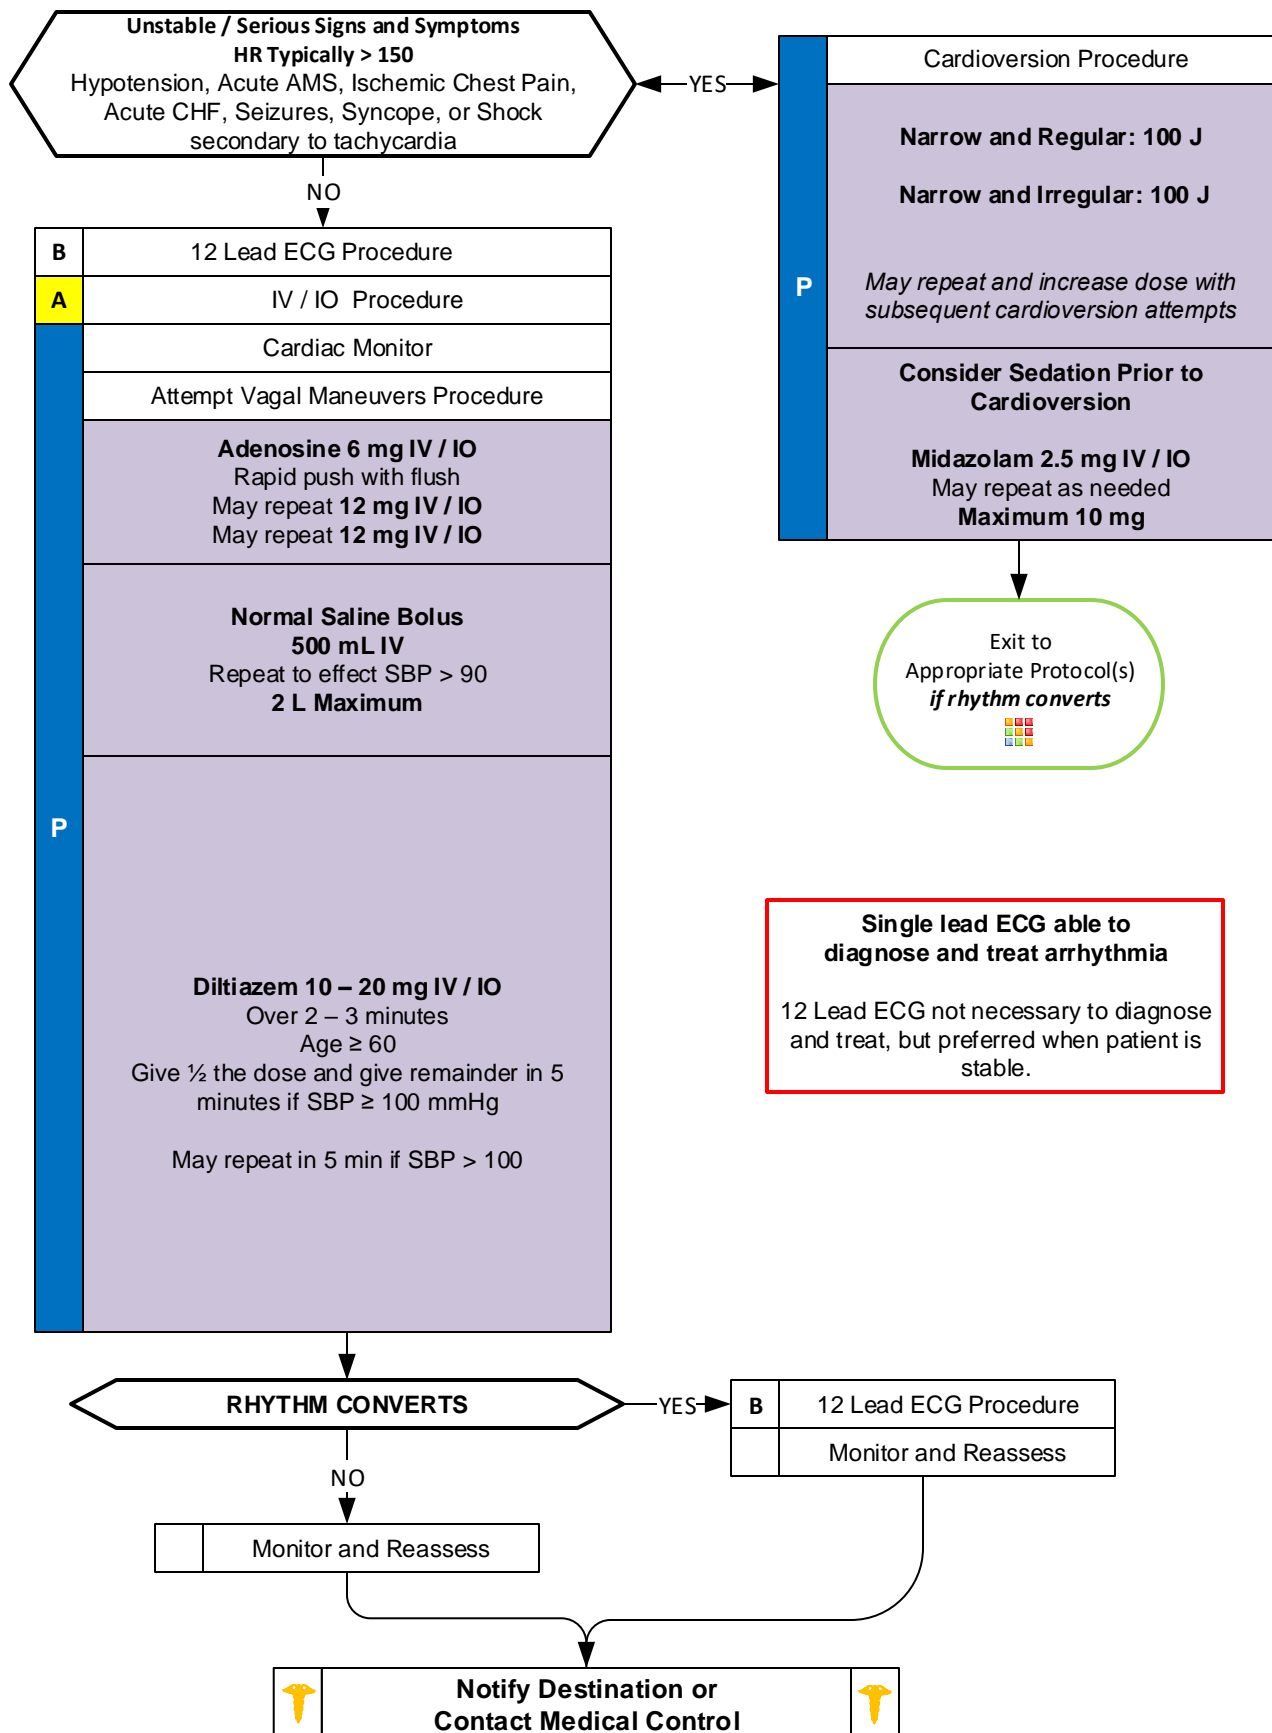 Unstable / Serious Signs and Symptoms
HR Typically > 150
Hypotension, Acute AMS, Ischemic Chest Pain,
Acute CHF, Seizures, Syncope, or Shock
secondary to tachycardia
YES
P
Cardioversion Procedure
Narrow and Regular: 100 J
Narrow and Irregular: 100 J
May repeat and increase dose with
subsequent cardioversion attempts
Consider Sedation Prior to
Cardioversion
Midazolam 2.5 mg IV / IO
May repeat as needed
Maximum 10 mg
Exit to
Appropriate Protocol(s)
if rhythm converts
NO
B
12 Lead ECG Procedure
A
IV / IO Procedure
P
Cardiac Monitor
Attempt Vagal Maneuvers Procedure
Adenosine 6 mg IV / IO
Rapid push with flush
May repeat 12 mg IV / IO
May repeat 12 mg IV / IO
Normal Saline Bolus
500 mL IV
Repeat to effect SBP > 90
2 L Maximum
Diltiazem 10 – 20 mg IV / IO
Over 2 – 3 minutes
Age ≥ 60
Give ½ the dose and give remainder in 5
minutes if SBP ≥ 100 mmHg
May repeat in 5 min if SBP > 100
Single lead ECG able to
diagnose and treat arrhythmia
12 Lead ECG not necessary to diagnose
and treat, but preferred when patient is
stable.
RHYTHM CONVERTS
YES
B
12 Lead ECG Procedure
Monitor and Reassess
NO
Monitor and Reassess
Notify Destination or
Contact Medical Control